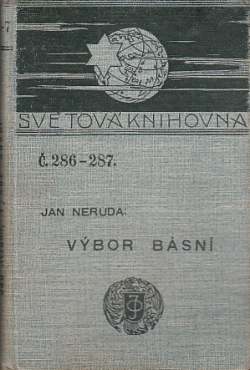 SVĚTOVÁ KNIHOVNA
Č. 286–287.
JAN NERUDA:
VÝBOR BÁSNÍ